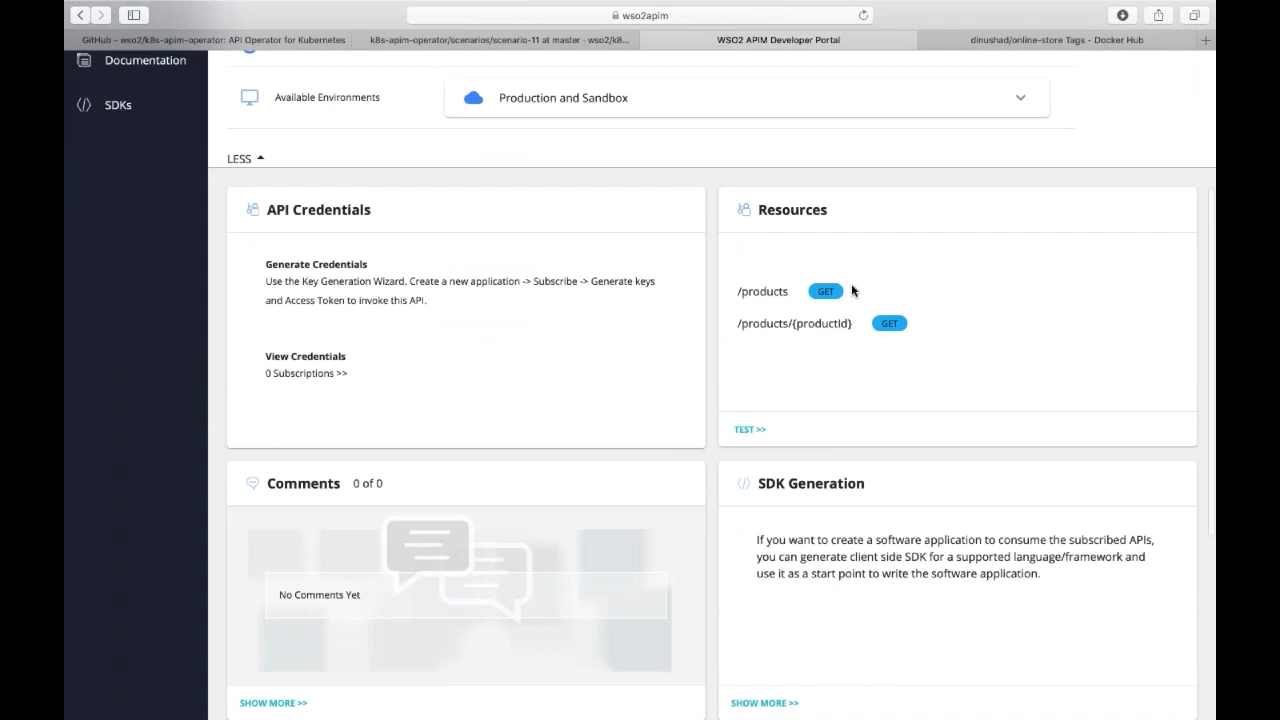 wso2apim
GitHub – wso2/k8s-apim-operator: API Operator for Kubernetes
k8s-apim-operator/scenarios/scenario-11 at master · wso2/k8...
WSO2 APIM Developer Portal
dinushad/online-store Tags - Docker Hub
Documentation
SDKs
Available Environments
Production and Sandbox
LESS
API Credentials
Generate Credentials
Use the Key Generation Wizard. Create a new application -> Subscribe -> Generate keys
and Access Token to invoke this API.
View Credentials
0 Subscriptions >>
Resources
/products GET
/products/{productId} GET
TEST >>
Comments 0 of 0
No Comments Yet
SHOW MORE >>
SDK Generation
If you want to create a software application to consume the subscribed APIs,
you can generate client side SDK for a supported language/framework and
use it as a start point to write the software application.
SHOW MORE >>